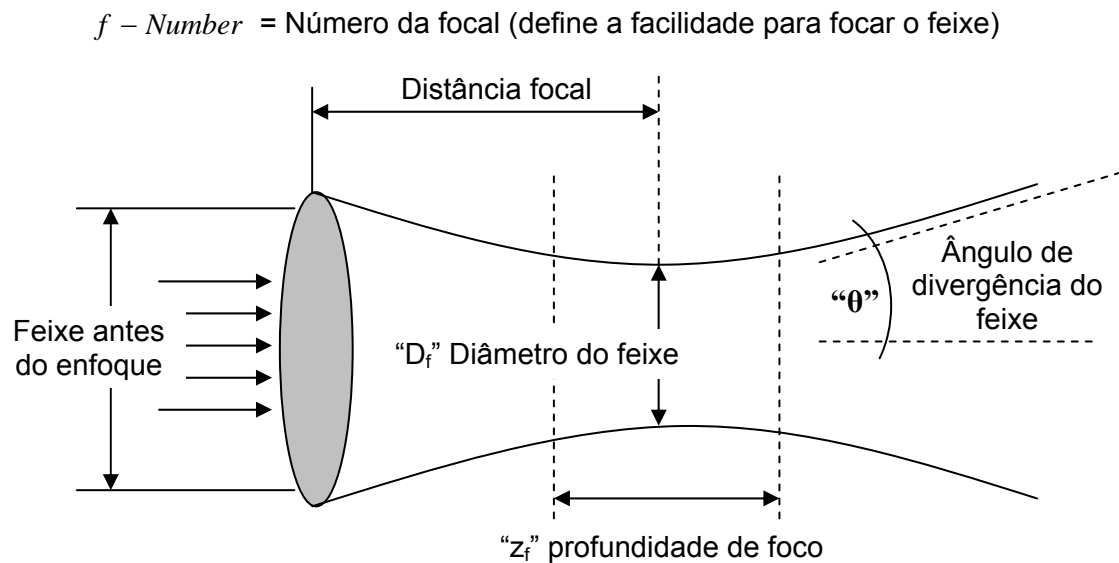 f – Number = Número da focal (define a facilidade para focar o feixe)
Distância focal
Feixe antes
do enfoque
“Df” Diâmetro do feixe
“θ”
Ângulo de
divergência do
feixe
“zf” profundidade de foco